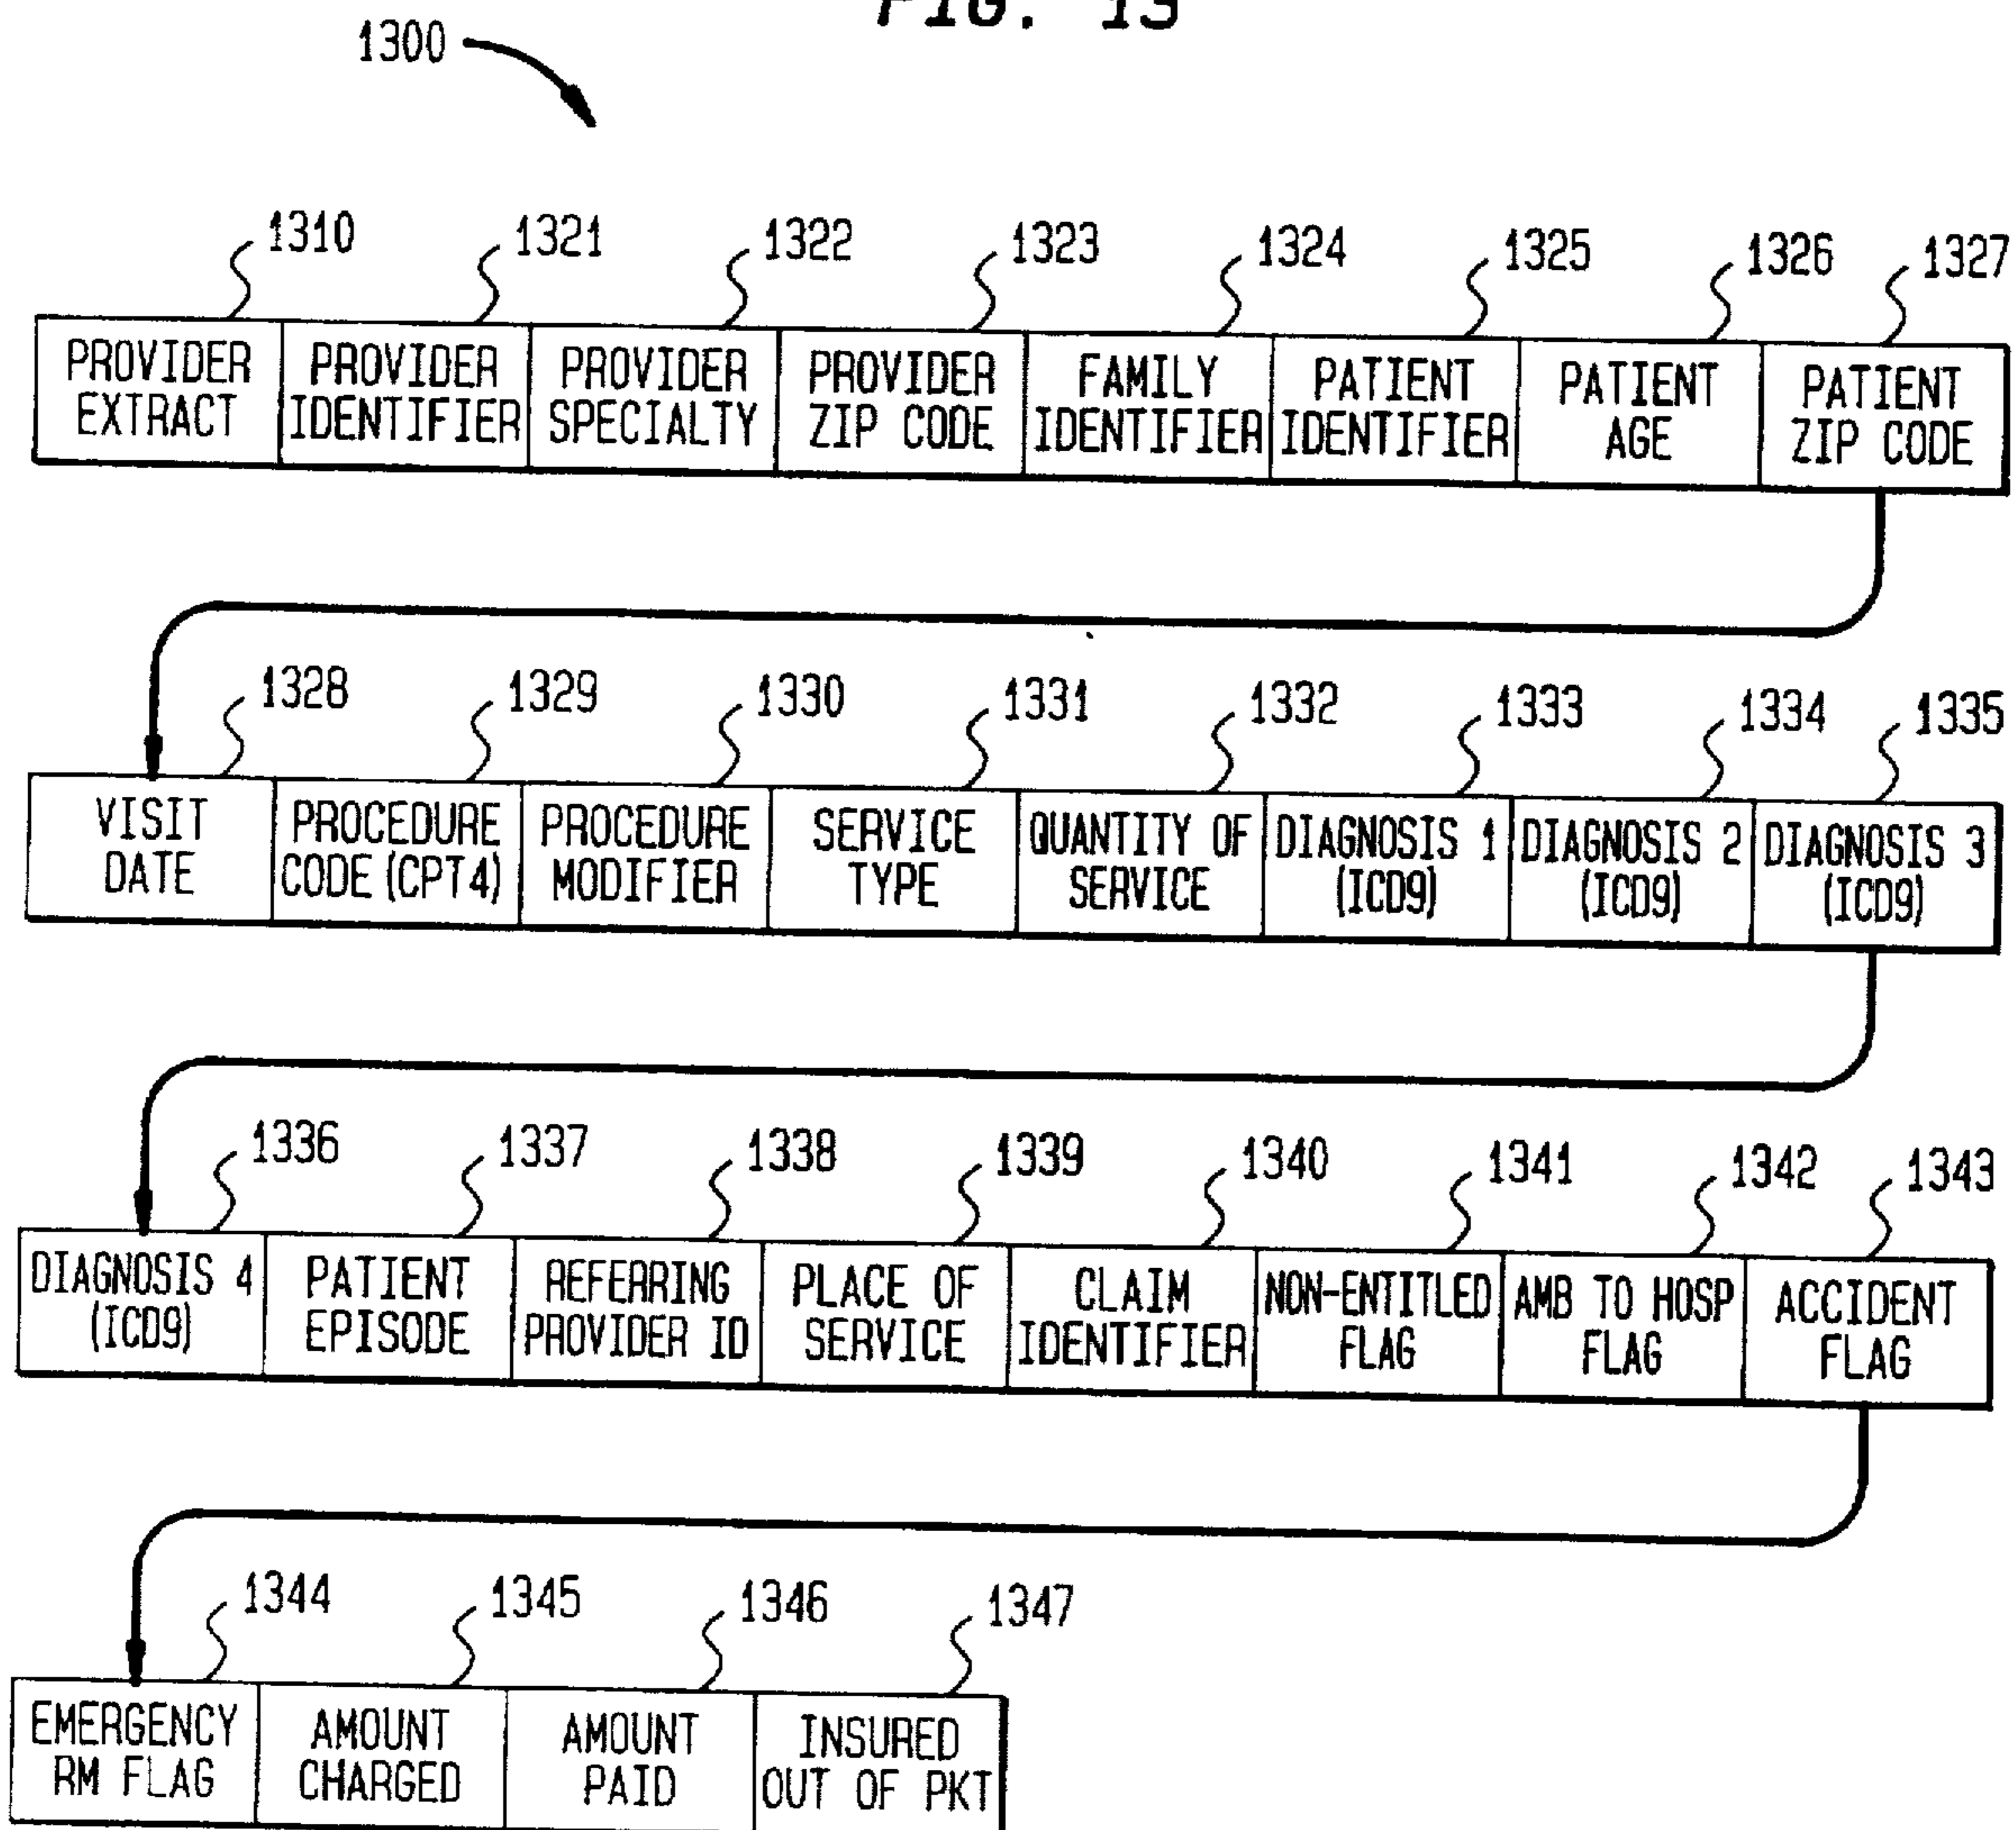 FIG. 13
1300
1310 1321 1322 1323 1324 1325 1326 1327
PROVIDER EXTRACT PROVIDER IDENTIFIER PROVIDER SPECIALTY PROVIDER ZIP CODE FAMILY IDENTIFIER PATIENT IDENTIFIER PATIENT AGE PATIENT ZIP CODE
1328 1329 1330 1331 1332 1333 1334 1335
VISIT DATE PROCEDURE CODE (CPT4) PROCEDURE MODIFIER SERVICE TYPE QUANTITY OF SERVICE DIAGNOSIS 1 (ICD9) DIAGNOSIS 2 (ICD9) DIAGNOSIS 3 (ICD9)
1336 1337 1338 1339 1340 1341 1342 1343
DIAGNOSIS 4 (ICD9) PATIENT EPISODE REFERRING PROVIDER ID PLACE OF SERVICE CLAIM IDENTIFIER NON-ENTITLED FLAG AMB TO HOSP FLAG ACCIDENT FLAG
1344 1345 1346 1347
EMERGENCY RM FLAG AMOUNT CHARGED AMOUNT PAID INSURED OUT OF PKT